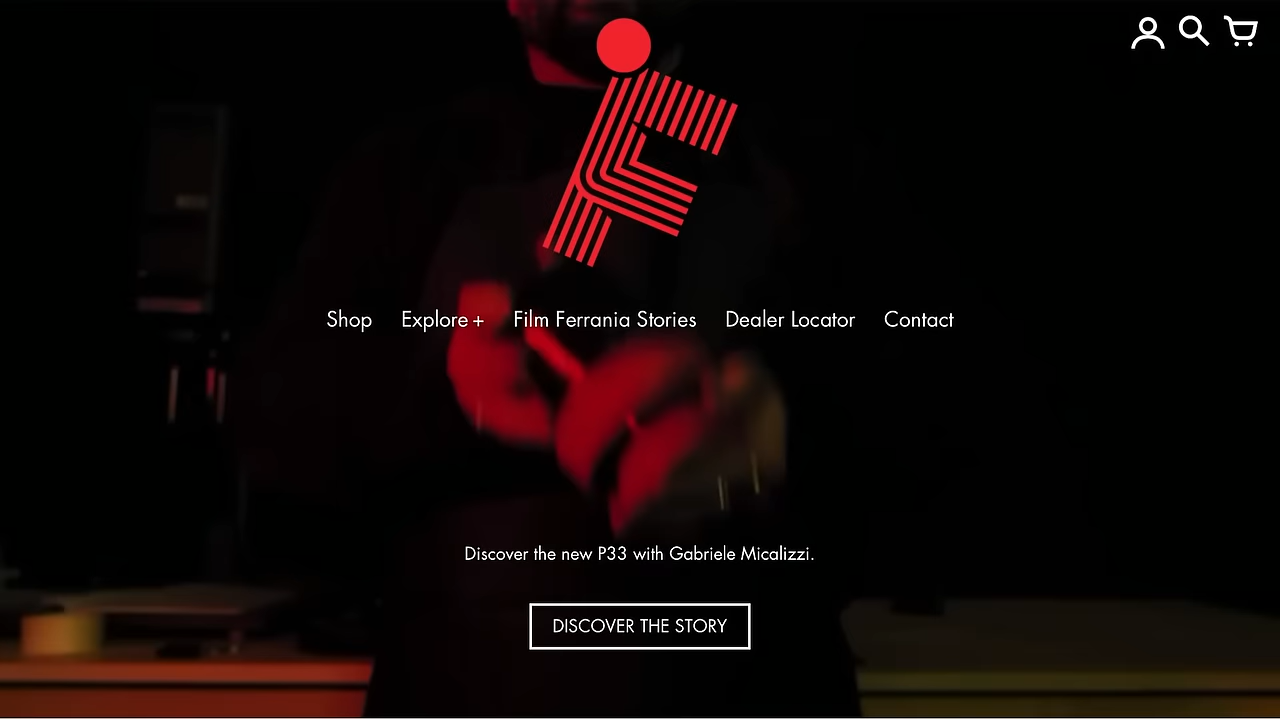 Shop Explore + Film Ferrania Stories Dealer Locator Contact
Discover the new P33 with Gabriele Micalizzi.
DISCOVER THE STORY